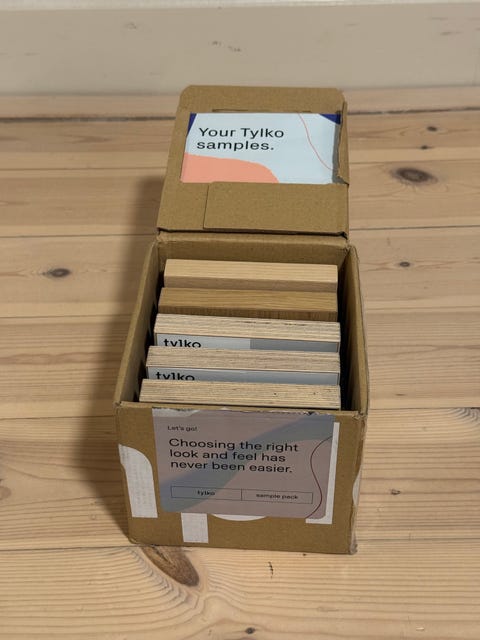 Your Tylko
samples.
tylko
tylko
Let's go!
Choosing the right
look and feel has
never been easier.
tylko
sample pack